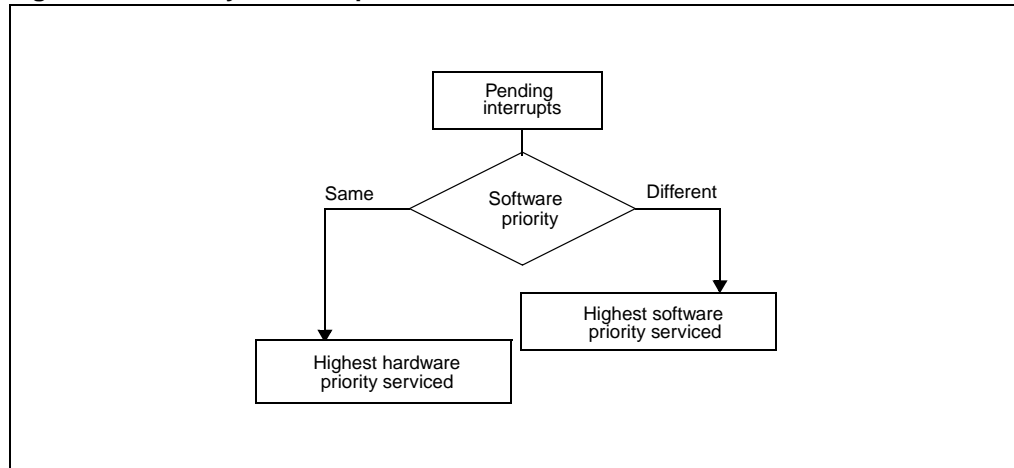 Pending
interrupts
Same
Software
priority
Different
Highest software
priority serviced
Highest hardware
priority serviced